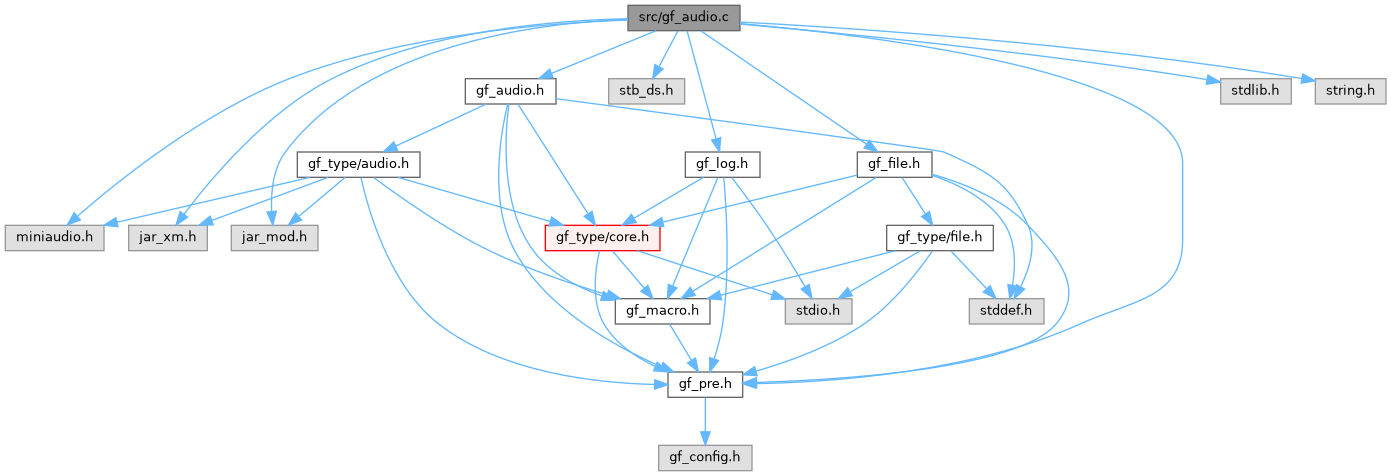 src/gf_audio.c
gf_audio.h
stb_ds.h
stdlib.h
string.h
gf_type/audio.h
gf_log.h
gf_file.h
miniaudio.h
jar_xm.h
jar_mod.h
gf_type/core.h
gf_type/file.h
gf_macro.h
stdio.h
stddef.h
gf_pre.h
gf_config.h